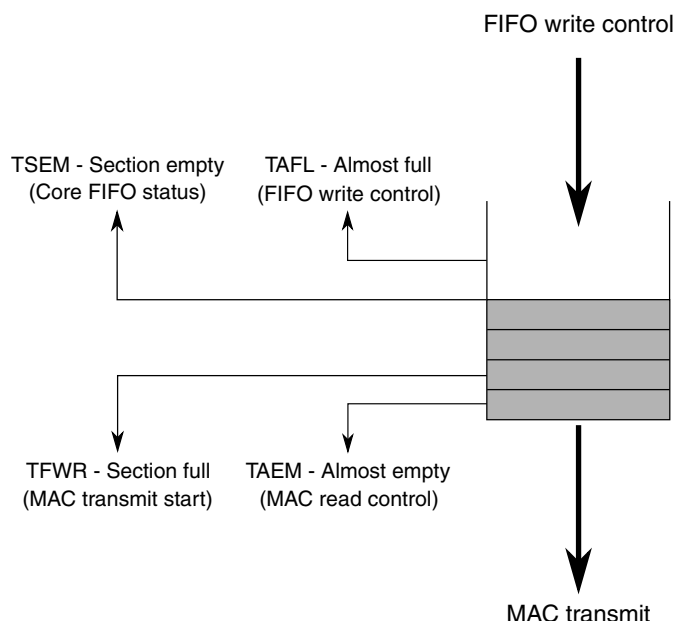 FIFO write control
TSEM - Section empty
(Core FIFO status)
TAFL - Almost full
(FIFO write control)
TFWR - Section full
(MAC transmit start)
TAEM - Almost empty
(MAC read control)
MAC transmit